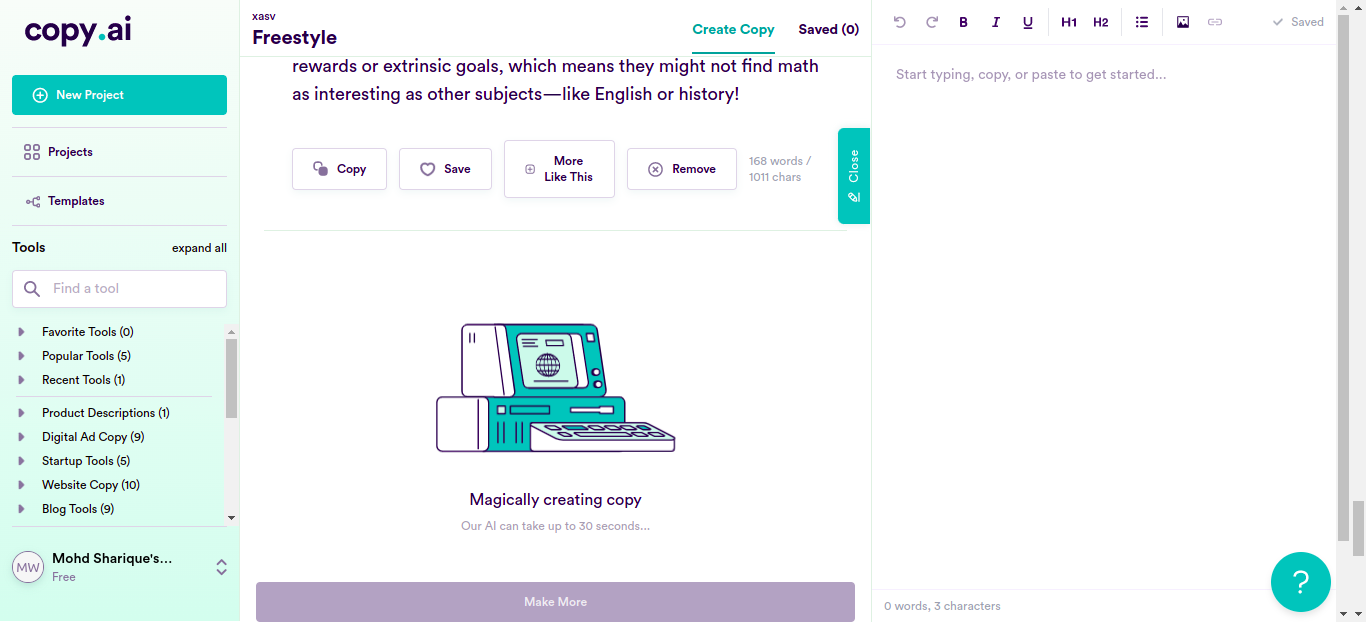 copy.ai
New Project
Projects
Templates
Tools
expand all
Find a tool
Favorite Tools (0)
Popular Tools (5)
Recent Tools (1)
Product Descriptions (1)
Digital Ad Copy (9)
Startup Tools (5)
Website Copy (10)
Blog Tools (9)
MW
Mohd Sharique's...
Free
xasv
Freestyle
Create Copy
Saved (0)
rewards or extrinsic goals, which means they might not find math
as interesting as other subjects—like English or history!
Copy
Save
More
Like This
Remove
168 words /
1011 chars
Close
Magically creating copy
Our AI can take up to 30 seconds...
Make More
B
I
U
H1
H2
Saved
Start typing, copy, or paste to get started...
0 words, 3 characters
?